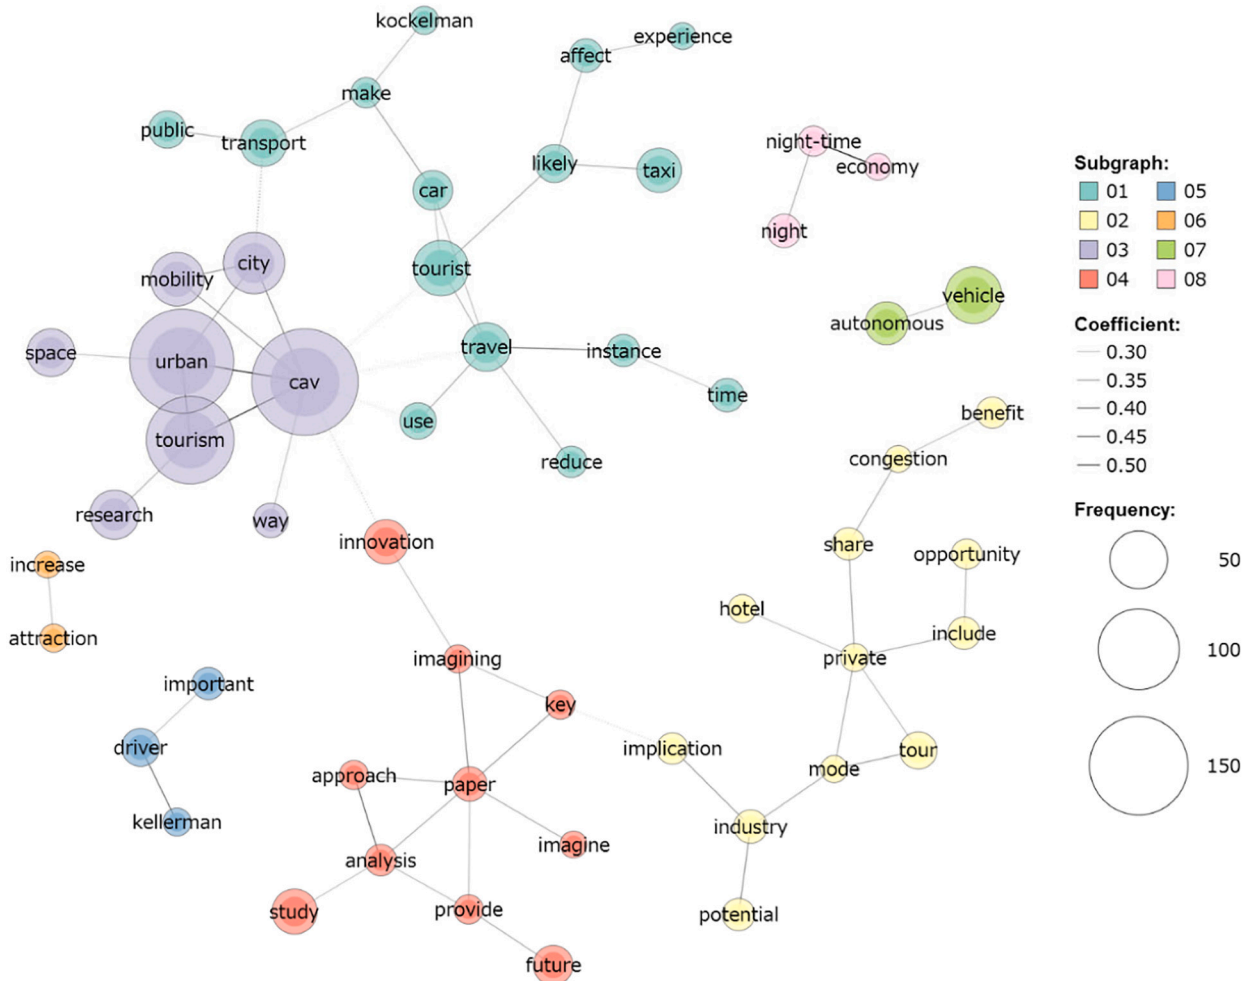 kockelman
experience
affect
make
public
transport
night-time
economy
likely
taxi
car
night
city
mobility
tourist
vehicle
autonomous
space
urban
cav
travel
instance
time
use
tourism
reduce
benefit
congestion
research
way
innovation
share
opportunity
increase
attraction
hotel
include
private
imagining
important
key
driver
implication
tour
mode
approach
paper
kellerman
industry
imagine
analysis
study
provide
potential
future
Subgraph:
01 05
02 06
03 07
04 08
Coefficient:
0.30
0.35
0.40
0.45
0.50
Frequency:
50
100
150